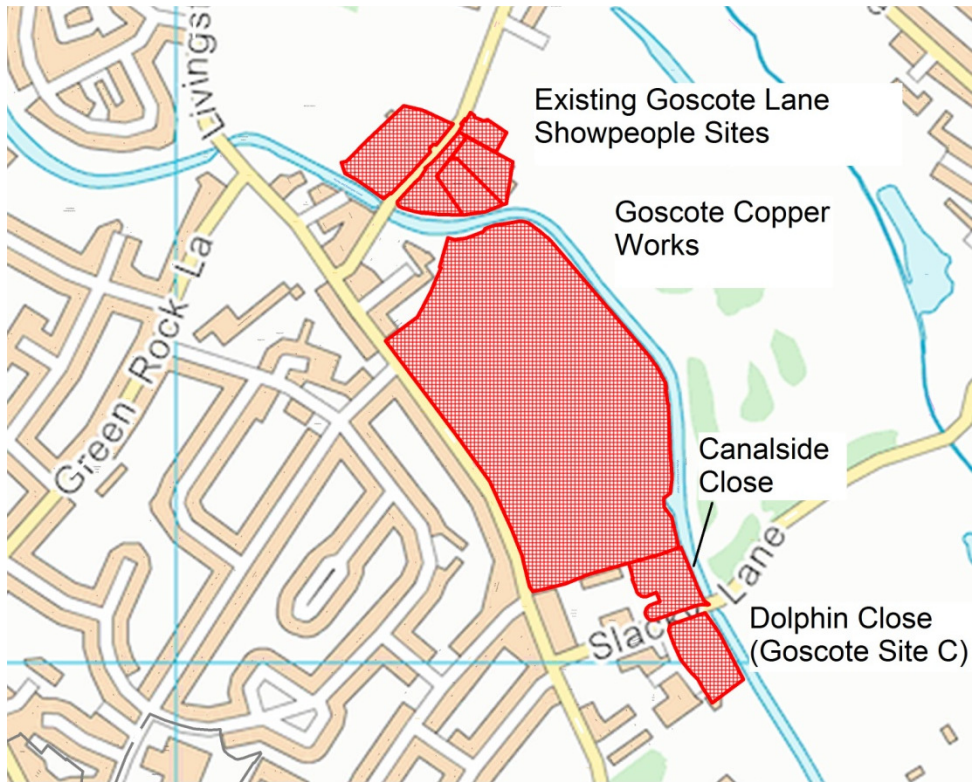 Livingst
Existing Goscote Lane
Showpeople Sites
Goscote Copper
Works
Green Rock La
Canalside
Close
Slacky Lane
Dolphin Close
(Goscote Site C)